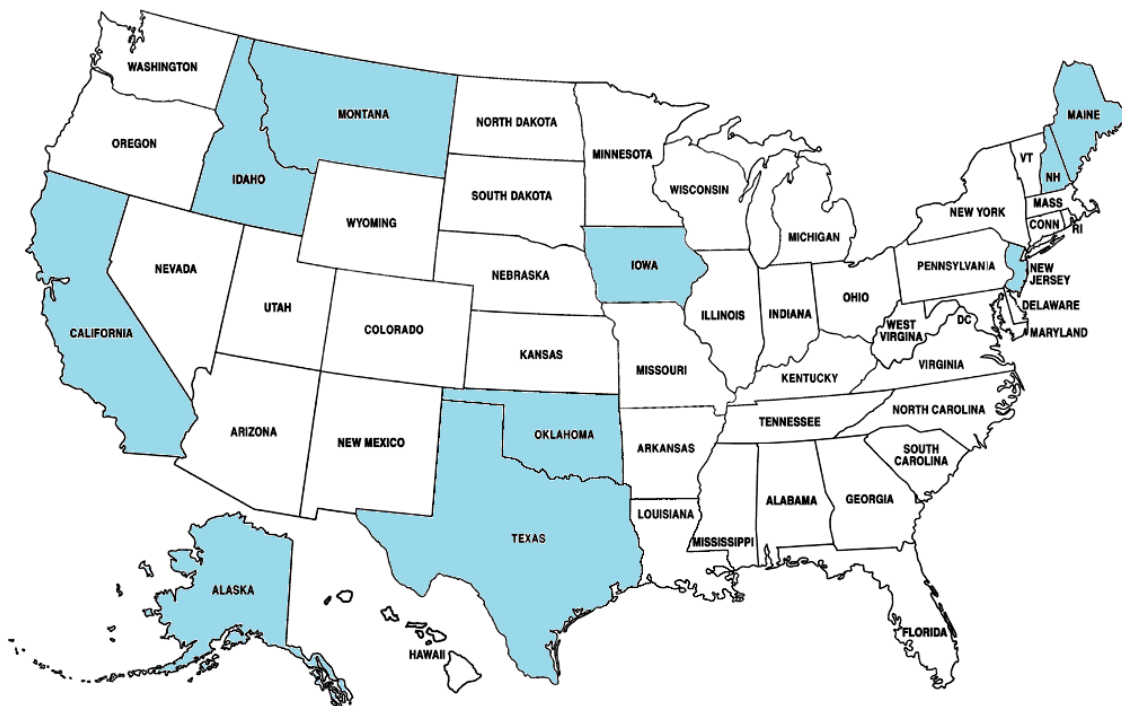 WASHINGTON
OREGON
CALIFORNIA
IDAHO
NEVADA
MONTANA
WYOMING
UTAH
ARIZONA
COLORADO
NEW MEXICO
NORTH DAKOTA
SOUTH DAKOTA
NEBRASKA
KANSAS
OKLAHOMA
TEXAS
MINNESOTA
IOWA
MISSOURI
ARKANSAS
LOUISIANA
WISCONSIN
ILLINOIS
MICHIGAN
INDIANA
OHIO
KENTUCKY
TENNESSEE
MISSISSIPPI
ALABAMA
GEORGIA
FLORIDA
SOUTH
CAROLINA
NORTH CAROLINA
VIRGINIA
WEST
VIRGINA
DC
MARYLAND
DELAWARE
NEW
JERSEY
PENNSYLVANIA
NEW YORK
CONN
RI
MASS
VT
NH
MAINE
ALASKA
HAWAII